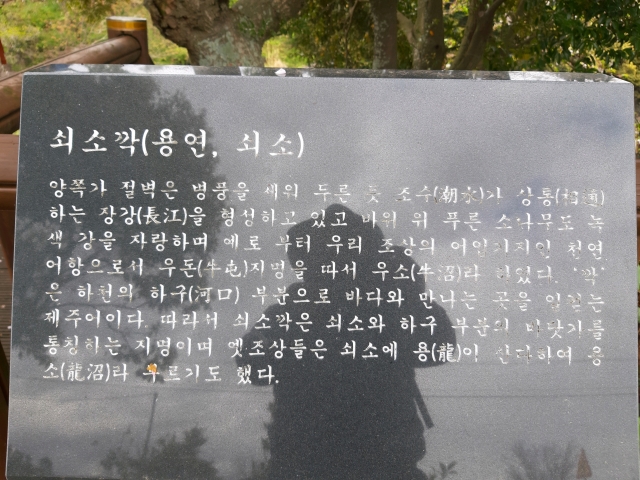 쇠소깍(용연, 쇠소)
양쪽가 절벽은 병풍을 세워 두른 듯 조수(潮水)가 상통(相通)
하는 장강(長江)을 형성하고 있고 바위 위 푸른 소나무도 녹
색 강을 자랑하며 예로 부터 우리 조상의 어업기지인 천연
어항으로서 우돈(牛屯)지명을 따서 우소(牛沼)라 하였다. '깍'
은 하천의 하구(河口) 부분으로 바다와 만나는 곳을 일컫는
제주어이다. 따라서 쇠소깍은 쇠소와 하구 부분의 바닷가를
통칭하는 지명이며 옛조상들은 쇠소에 용(龍)이 산다하여 용
소(龍沼)라 부르기도 했다.